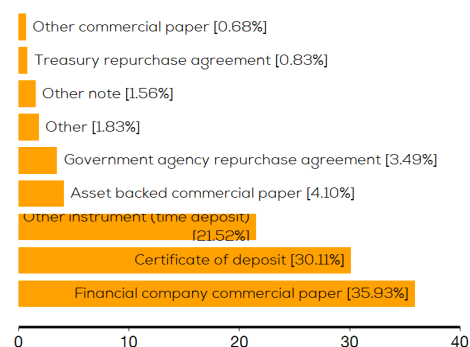 Other commercial paper [0.68%]
Treasury repurchase agreement [0.83%]
Other note [1.56%]
Other [1.83%]
Government agency repurchase agreement [3.49%]
Asset backed commercial paper [4.10%]
Other instrument (time deposit)
[21.52%]
Certificate of deposit [30.11%]
Financial company commercial paper [35.93%]
0 10 20 30 40